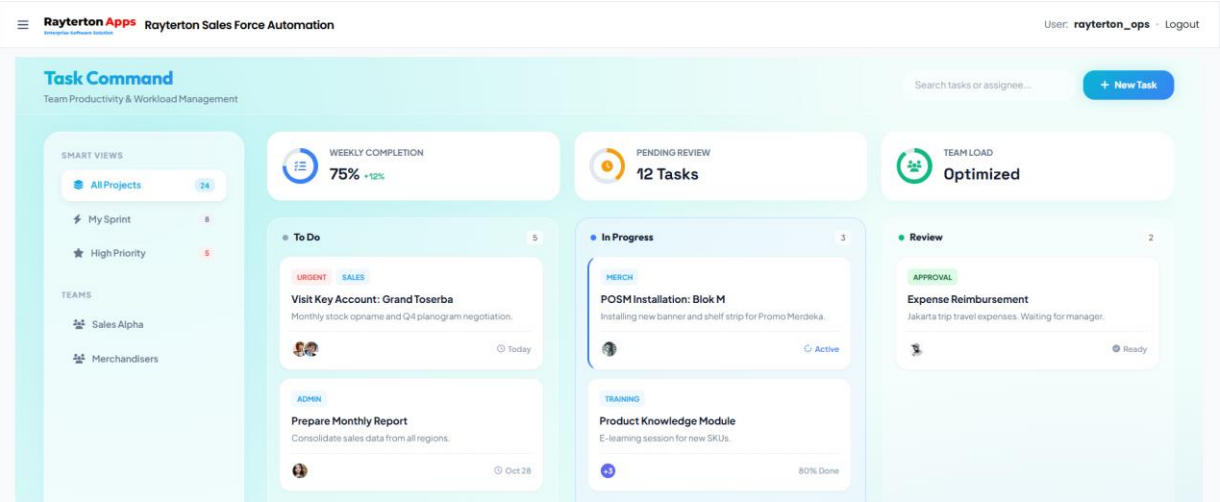 Rayterton Apps
Enterprise Software Solution
Rayterton Sales Force Automation
User: rayterton_ops - Logout
Task Command
Team Productivity & Workload Management
Search tasks or assignee...
+ New Task
SMART VIEWS
All Projects 24
My Sprint 8
High Priority 5
TEAMS
Sales Alpha
Merchandisers
WEEKLY COMPLETION
75% +12%
PENDING REVIEW
12 Tasks
TEAM LOAD
Optimized
To Do 5
URGENT SALES
Visit Key Account: Grand Toserba
Monthly stock opname and Q4 planogram negotiation.
Today
ADMIN
Prepare Monthly Report
Consolidate sales data from all regions.
Oct 28
In Progress 3
MERCH
POSM Installation: Blok M
Installing new banner and shelf strip for Promo Merdeka.
Active
TRAINING
Product Knowledge Module
E-learning session for new SKUs.
+3
80% Done
Review 2
APPROVAL
Expense Reimbursement
Jakarta trip travel expenses. Waiting for manager.
Ready